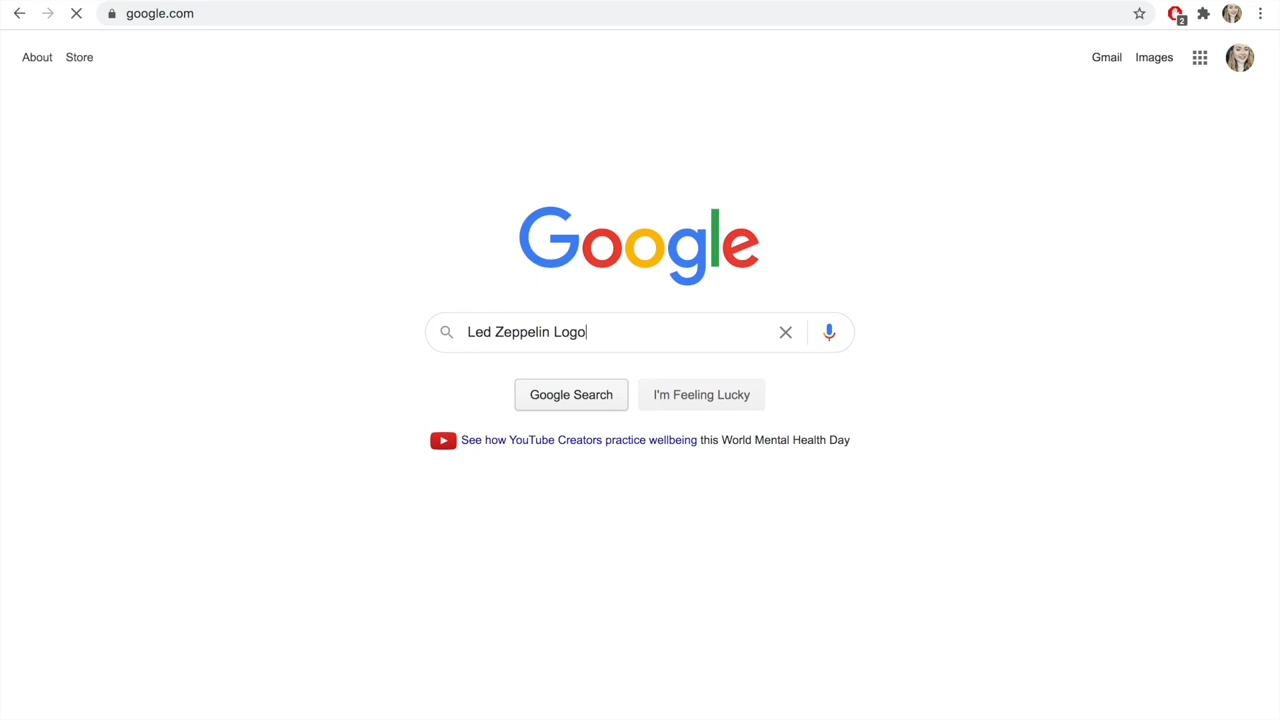 google.com
2
About Store Gmail Images
Google
Led Zeppelin Logo
Google Search I'm Feeling Lucky
See how YouTube Creators practice wellbeing this World Mental Health Day